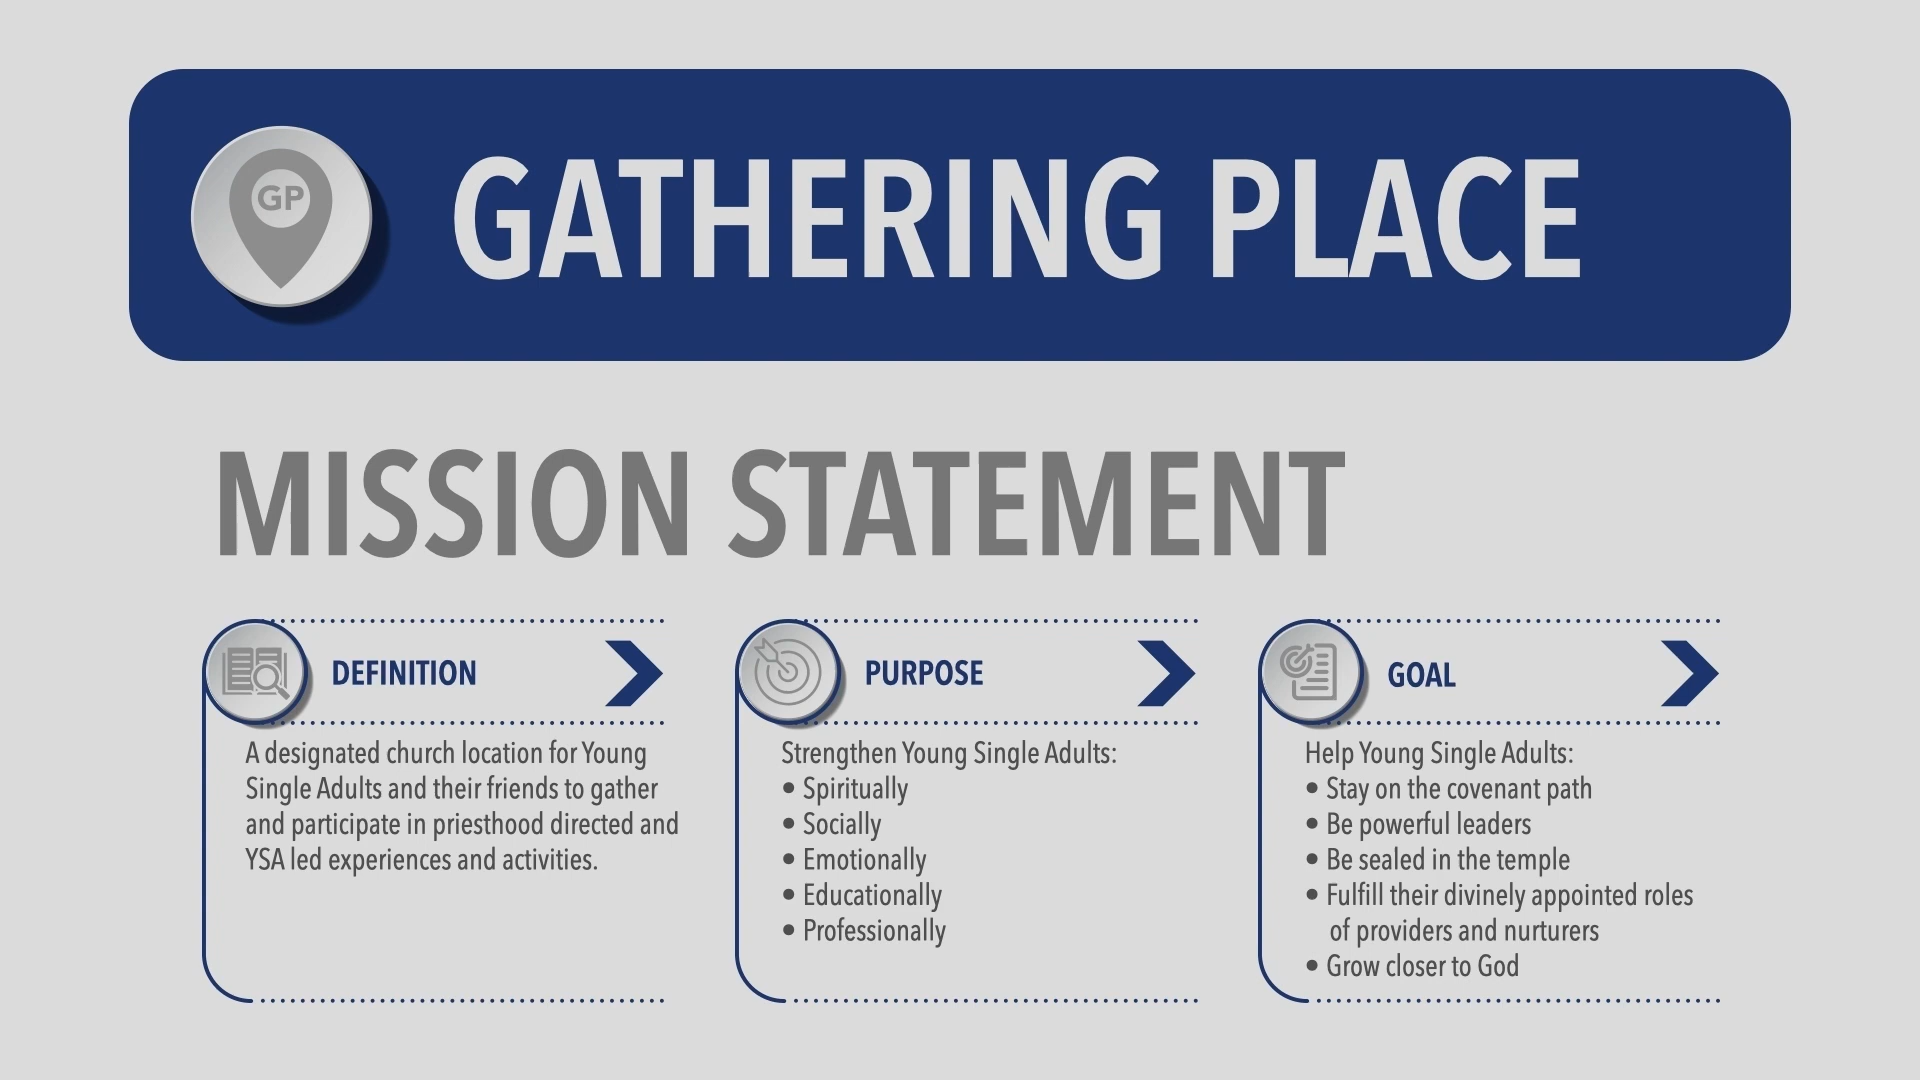 GP
GATHERING PLACE
MISSION STATEMENT
DEFINITION
A designated church location for Young
Single Adults and their friends to gather
and participate in priesthood directed and
YSA led experiences and activities.
PURPOSE
Strengthen Young Single Adults:
• Spiritually
• Socially
• Emotionally
• Educationally
• Professionally
GOAL
Help Young Single Adults:
• Stay on the covenant path
• Be powerful leaders
• Be sealed in the temple
• Fulfill their divinely appointed roles
of providers and nurturers
• Grow closer to God